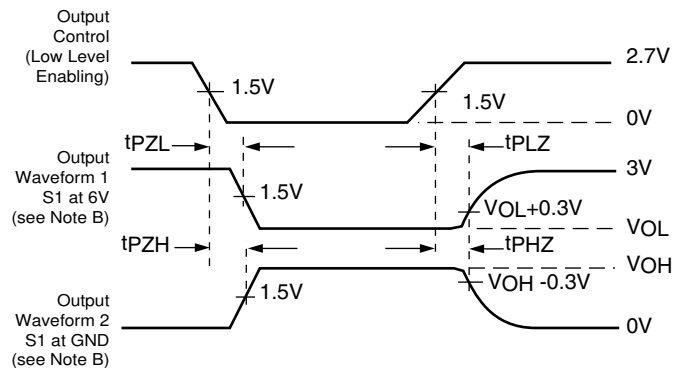 Output
Control
(Low Level
Enabling)
1.5V
1.5V
2.7V
0V
tPZL
tPLZ
Output
Waveform 1
S1 at 6V
(see Note B)
1.5V
3V
VOL+0.3V
VOL
tPZH
tPHZ
VOH
Output
Waveform 2
S1 at GND
(see Note B)
1.5V
VOH -0.3V
0V